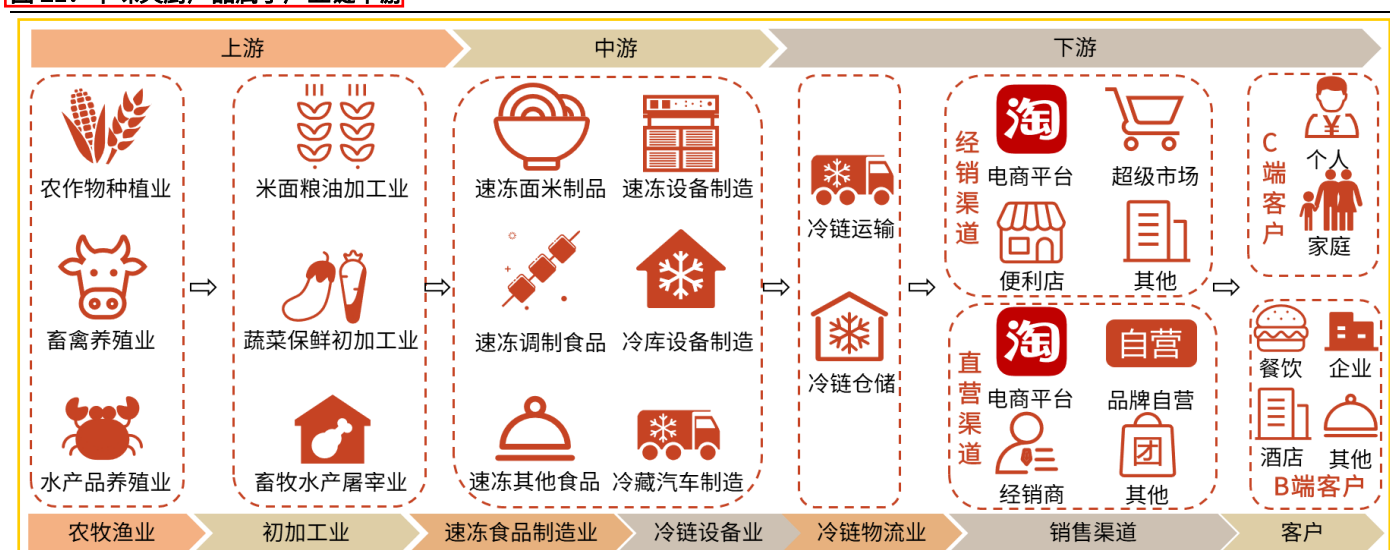 上游
中游
下游
农作物种植业
畜禽养殖业
水产品养殖业
米面粮油加工业
蔬菜保鲜初加工业
畜牧水产屠宰业
速冻面米制品
速冻设备制造
速冻调制食品
冷库设备制造
速冻其他食品
冷藏汽车制造
冷链运输
冷链仓储
经销渠道
淘
电商平台
超级市场
便利店
其他
直营渠道
淘
自营
电商平台
品牌自营
经销商
团
其他
C端客户
¥
个人
家庭
餐饮
企业
酒店
其他
B端客户
农牧渔业
初加工业
速冻食品制造业
冷链设备业
冷链物流业
销售渠道
客户